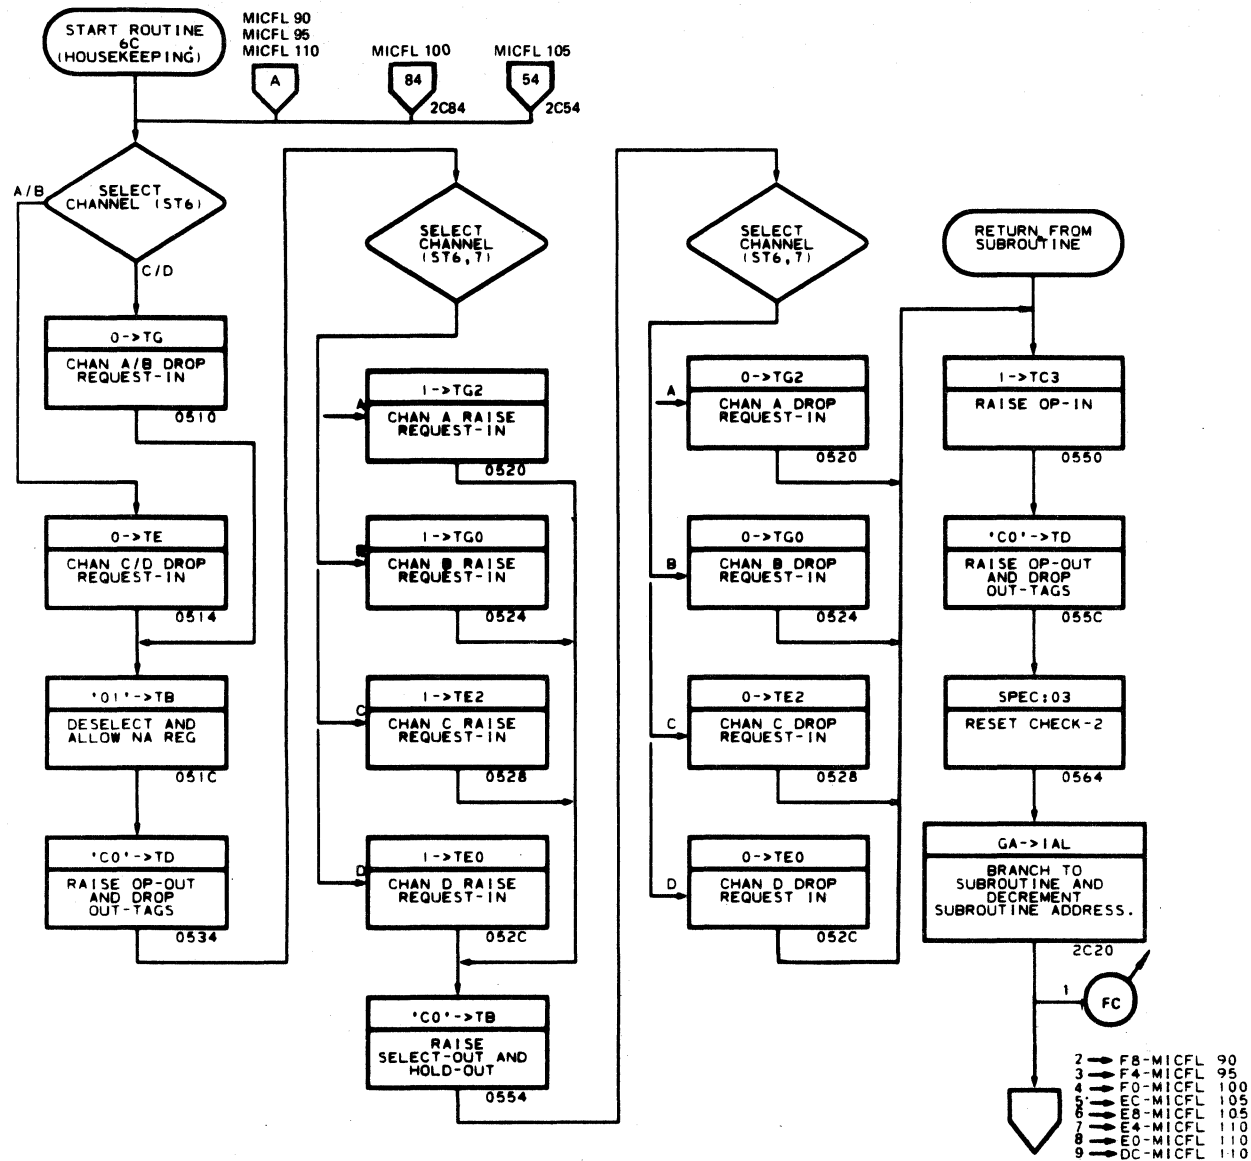 START ROUTINE
6C
(HOUSEKEEPING)
MICFL 90
MICFL 95
MICFL 110
A
MICFL 100
84
2C84
MICFL 105
54
2C54
A/B
SELECT
CHANNEL (ST6)
C/D
0->TG
CHAN A/B DROP
REQUEST-IN
0510
0->TE
CHAN C/D DROP
REQUEST-IN
0514
'01'->TB
DESELECT AND
ALLOW NA REG
051C
'C0'->TD
RAISE OP-OUT
AND DROP
OUT-TAGS
0534
SELECT
CHANNEL
(ST6,7)
A
1->TG2
CHAN A RAISE
REQUEST-IN
0520
1->TG0
CHAN B RAISE
REQUEST-IN
0524
C
1->TE2
CHAN C RAISE
REQUEST-IN
0528
D
1->TE0
CHAN D RAISE
REQUEST-IN
052C
'C0'->TB
RAISE
SELECT-OUT AND
HOLD-OUT
0554
SELECT
CHANNEL
(ST6,7)
A
0->TG2
CHAN A DROP
REQUEST-IN
0520
B
0->TG0
CHAN B DROP
REQUEST-IN
0524
C
0->TE2
CHAN C DROP
REQUEST-IN
0528
D
0->TE0
CHAN D DROP
REQUEST IN
052C
RETURN FROM
SUBROUTINE
1->TC3
RAISE OP-IN
0550
'C0'->TD
RAISE OP-OUT
AND DROP
OUT-TAGS
055C
SPEC:03
RESET CHECK-2
0564
GA->IAL
BRANCH TO
SUBROUTINE AND
DECREMENT
SUBROUTINE ADDRESS.
2C20
1
FC
2 → F8-MICFL 90
3 → F4-MICFL 95
4 → F0-MICFL 100
5 → EC-MICFL 105
6 → E8-MICFL 105
7 → E4-MICFL 110
8 → E0-MICFL 110
9 → DC-MICFL 110